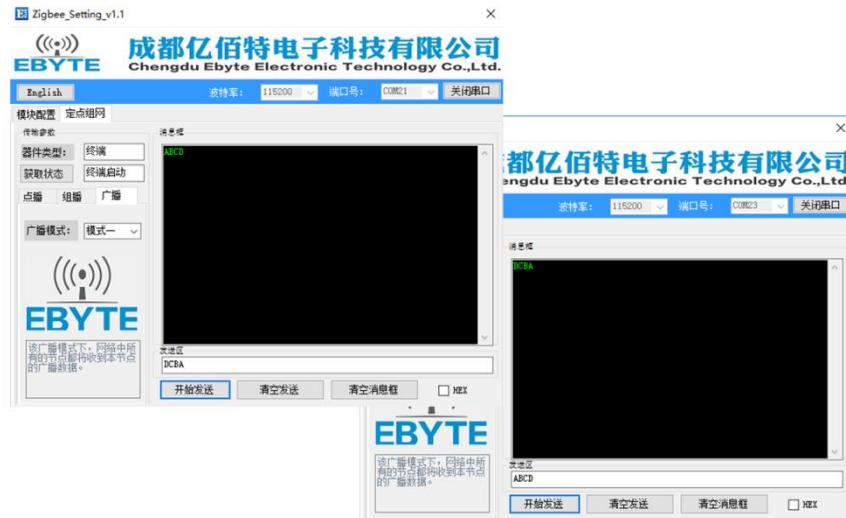 Zigbee_Setting_v1.1
EBYTE
成都亿佰特电子科技有限公司
Chengdu Ebyte Electronic Technology Co.,Ltd.
English
波特率:
115200
端口号:
COM21
关闭串口
模块配置
定点组网
传输参数
器件类型:
终端
获取状态
终端启动
点播
组播
广播
广播模式:
模式一
EBYTE
该广播模式下，网络中所
有的节点都将收到本节点
的广播数据。
消息框
ABCD
发送区
DCBA
开始发送
清空发送
清空消息框
HEX
都亿佰特电子科技有限公司
engdu Ebyte Electronic Technology Co.,Ltd
波特率:
115200
端口号:
COM23
关闭串口
消息框
DCBA
EBYTE
该广播模式下，网络中所
有的节点都将收到本节点
的广播数据。
发送区
ABCD
开始发送
清空发送
清空消息框
HEX